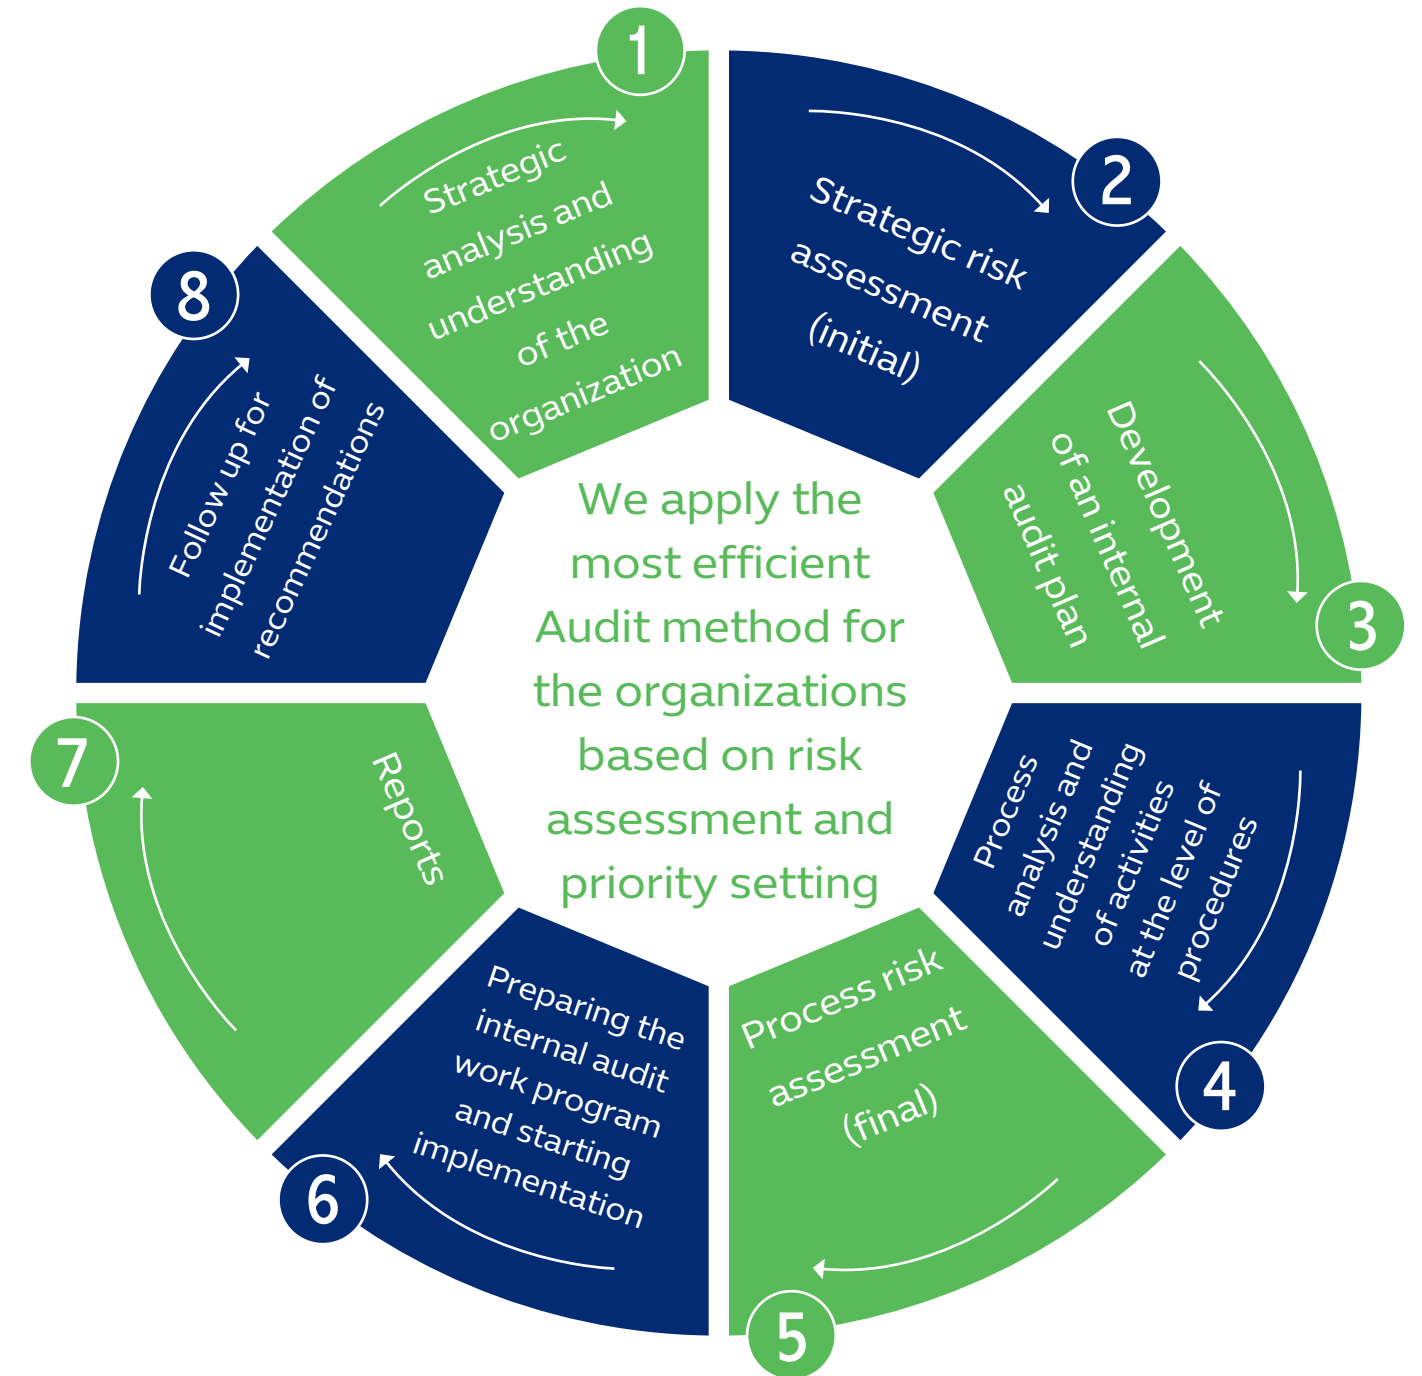 1
Strategic
analysis and
understanding
of the
organization
2
Strategic risk
assessment
(initial)
3
Development
of an internal
audit plan
4
Process
analysis and
understanding
of activities
at the level of
procedures
5
Process risk
assessment
(final)
6
Preparing the
internal audit
work program
and starting
implementation
7
Reports
8
Follow up for
implementation of
recommendations
We apply the
most efficient
Audit method for
the organizations
based on risk
assessment and
priority setting